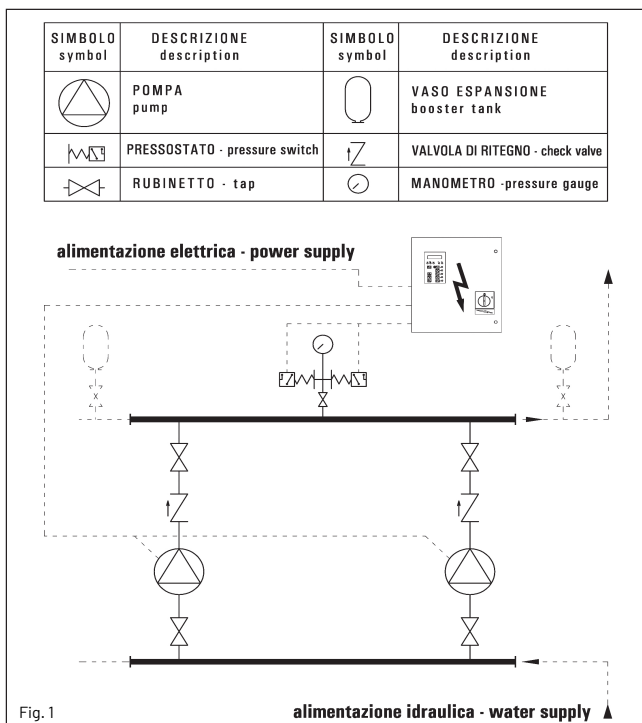 SIMBOLO DESCRIZIONE SIMBOLO DESCRIZIONE
symbol description symbol description
POMPA
pump
VASO ESPANSIONE
booster tank
PRESSOSTATO - pressure switch
VALVOLA DI RITEGNO - check valve
RUBINETTO - tap
MANOMETRO -pressure gauge
alimentazione elettrica - power supply
Fig. 1
alimentazione idraulica - water supply